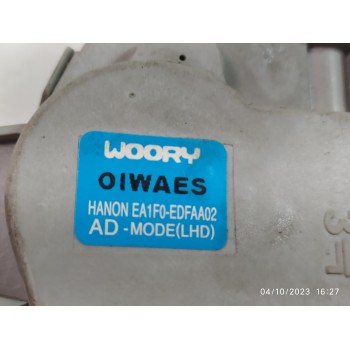 WOORY
OIWAES
HANON EA1F0-EDFAA02
AD - MODE(LHD)
04/10/2023 16:27